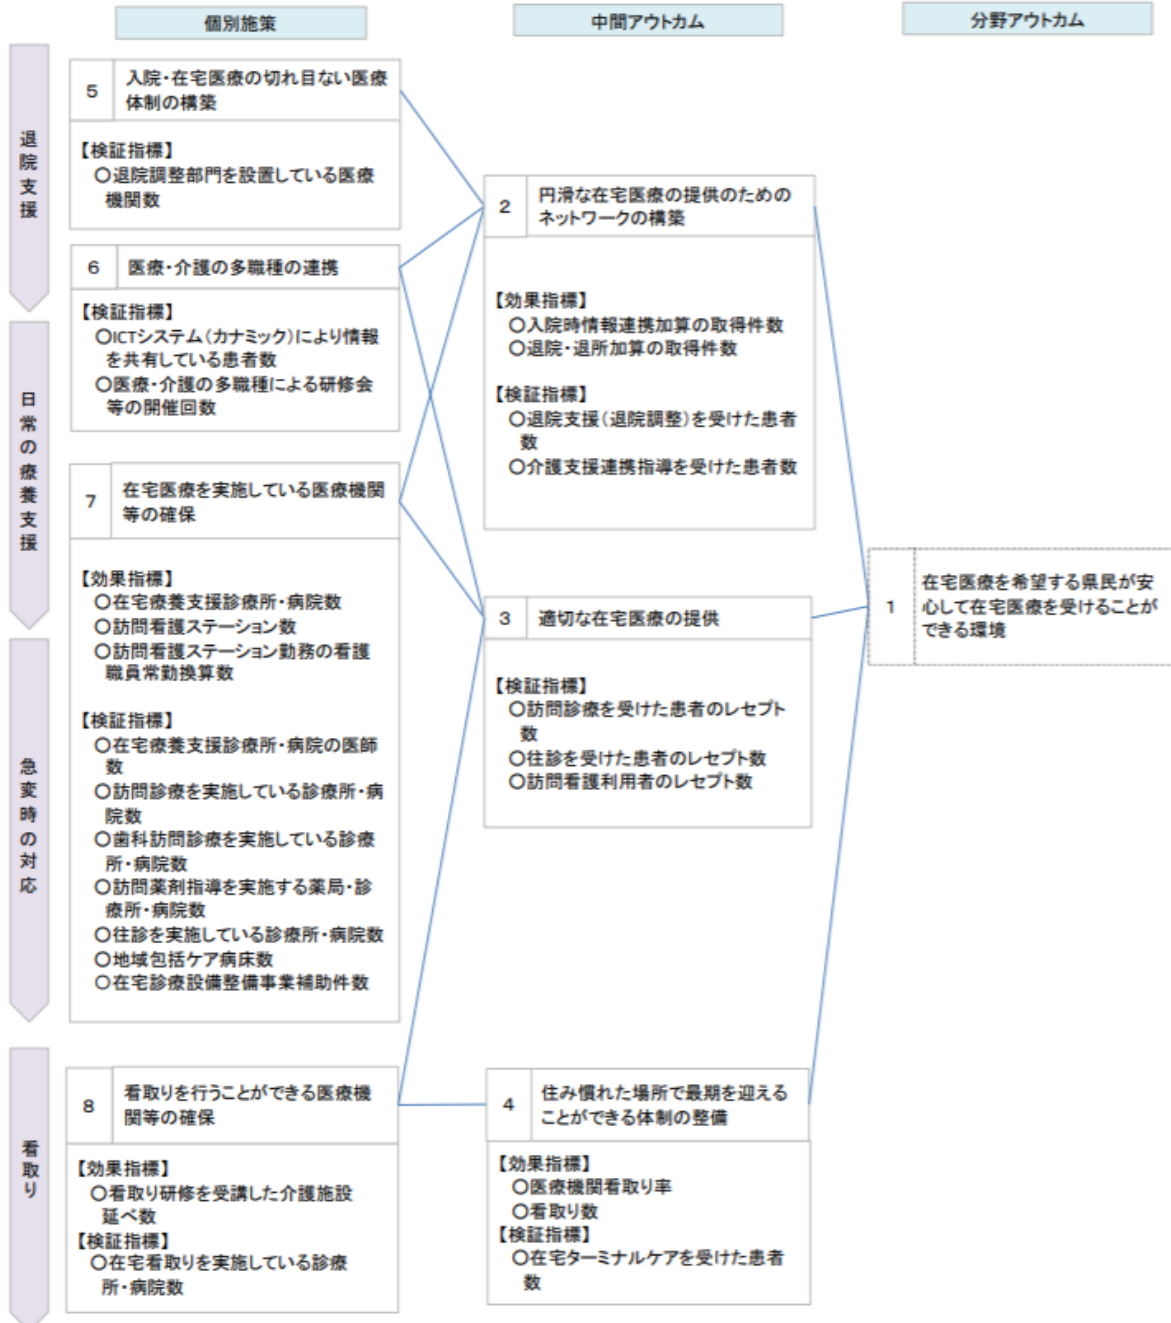 個別施策
中間アウトカム
分野アウトカム
退院支援
日常の療養支援
急変時の対応
看取り
5
入院・在宅医療の切れ目ない医療
体制の構築
【検証指標】
○退院調整部門を設置している医療
機関数
6
医療・介護の多職種の連携
【検証指標】
○ICTシステム(カナミック)により情報
を共有している患者数
○医療・介護の多職種による研修会
等の開催回数
7
在宅医療を実施している医療機関
等の確保
【効果指標】
○在宅療養支援診療所・病院数
○訪問看護ステーション数
○訪問看護ステーション勤務の看護
職員常勤換算数
【検証指標】
○在宅療養支援診療所・病院の医師
数
○訪問診療を実施している診療所・病
院数
○歯科訪問診療を実施している診療
所・病院数
○訪問薬剤指導を実施する薬局・診
療所・病院数
○往診を実施している診療所・病院数
○地域包括ケア病床数
○在宅診療設備整備事業補助件数
8
看取りを行うことができる医療機
関等の確保
【効果指標】
○看取り研修を受講した介護施設
延べ数
【検証指標】
○在宅看取りを実施している診療
所・病院数
2
円滑な在宅医療の提供のための
ネットワークの構築
【効果指標】
○入院時情報連携加算の取得件数
○退院・退所加算の取得件数
【検証指標】
○退院支援(退院調整)を受けた患者
数
○介護支援連携指導を受けた患者数
3
適切な在宅医療の提供
【検証指標】
○訪問診療を受けた患者のレセプト
数
○往診を受けた患者のレセプト数
○訪問看護利用者のレセプト数
4
住み慣れた場所で最期を迎える
ことができる体制の整備
【効果指標】
○医療機関看取り率
○看取り数
【検証指標】
○在宅ターミナルケアを受けた患者
数
1
在宅医療を希望する県民が安
心して在宅医療を受けることが
できる環境